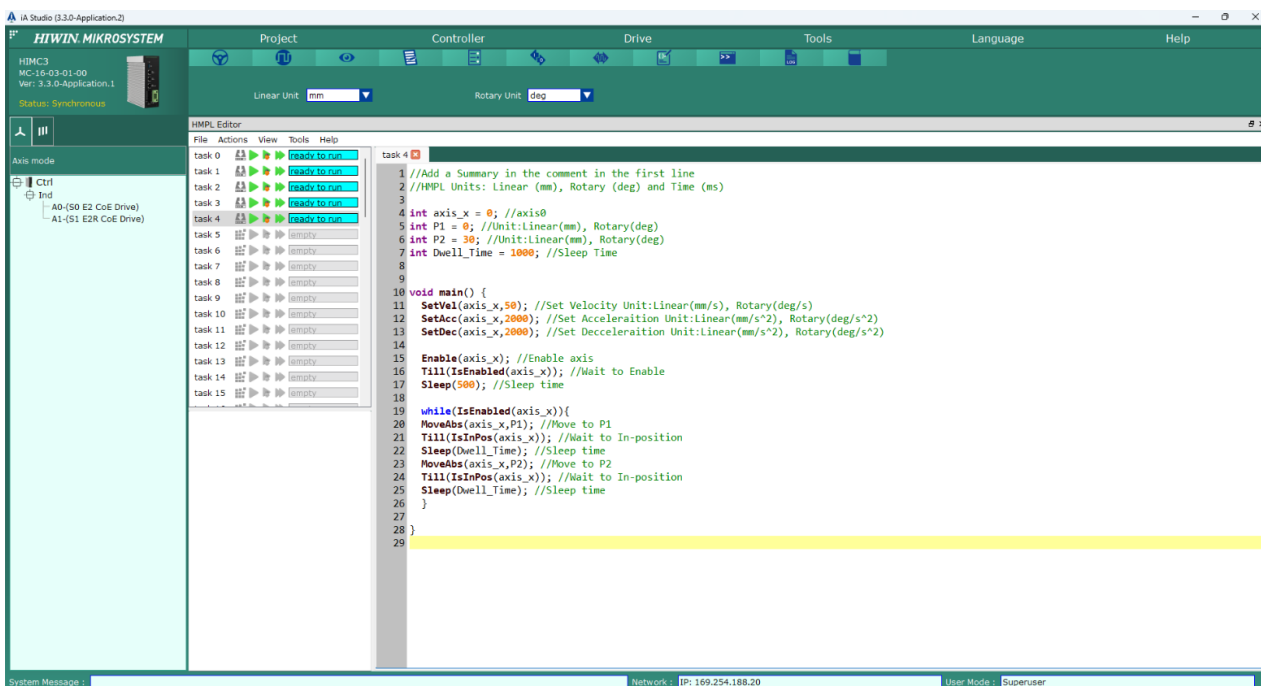 iA Studio (3.3.0-Application.2)
HIWIN. MIKROSYSTEM
Project Controller Drive Tools Language Help
HIMC3
MC-16-03-01-00
Ver: 3.3.0-Application.1
Status: Synchronous
Linear Unit mm Rotary Unit deg
Axis mode
Ctrl
Ind
A0-(S0 E2 CoE Drive)
A1-(S1 E2R CoE Drive)
HMPL Editor
File Actions View Tools Help
task 0 ready to run
task 1 ready to run
task 2 ready to run
task 3 ready to run
task 4 ready to run
task 5 empty
task 6 empty
task 7 empty
task 8 empty
task 9 empty
task 10 empty
task 11 empty
task 12 empty
task 13 empty
task 14 empty
task 15 empty
task 4
1 //Add a Summary in the comment in the first line
2 //HMPL Units: Linear (mm), Rotary (deg) and Time (ms)
3
4 int axis_x = 0; //axis0
5 int P1 = 0; //Unit:Linear(mm), Rotary(deg)
6 int P2 = 30; //Unit:Linear(mm), Rotary(deg)
7 int Dwell_Time = 1000; //Sleep Time
8
9
10 void main() {
11 SetVel(axis_x,50); //Set Velocity Unit:Linear(mm/s), Rotary(deg/s)
12 SetAcc(axis_x,2000); //Set Acceleraition Unit:Linear(mm/s^2), Rotary(deg/s^2)
13 SetDec(axis_x,2000); //Set Decceleraition Unit:Linear(mm/s^2), Rotary(deg/s^2)
14
15 Enable(axis_x); //Enable axis
16 Till(IsEnabled(axis_x)); //Wait to Enable
17 Sleep(500); //Sleep time
18
19 while(IsEnabled(axis_x)){
20 MoveAbs(axis_x,P1); //Move to P1
21 Till(IsInPos(axis_x)); //Wait to In-position
22 Sleep(Dwell_Time); //Sleep time
23 MoveAbs(axis_x,P2); //Move to P2
24 Till(IsInPos(axis_x)); //Wait to In-position
25 Sleep(Dwell_Time); //Sleep time
26 }
27
28 }
29
System Message : Network : IP: 169.254.188.20 User Mode : Superuser